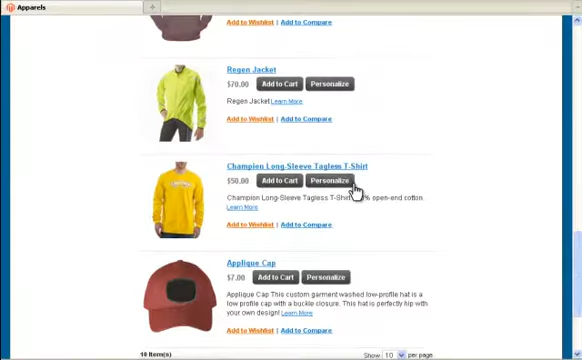 Apparels
Add to Wishlist | Add to Compare
Regen Jacket
$70.00 Add to Cart Personalize
Regen Jacket Learn More
Add to Wishlist | Add to Compare
Champion Long-Sleeve Tagless T-Shirt
$50.00 Add to Cart Personalize
Champion Long-Sleeve Tagless T-Shirt % open-end cotton.
Learn More
Add to Wishlist | Add to Compare
Applique Cap
$7.00 Add to Cart Personalize
Applique Cap This custom garment washed low-profile hat is a
low profile cap with a buckle closure. This hat is perfectly hip with
your own design! Learn More
Add to Wishlist | Add to Compare
10 Item(s)
Show 10 per page